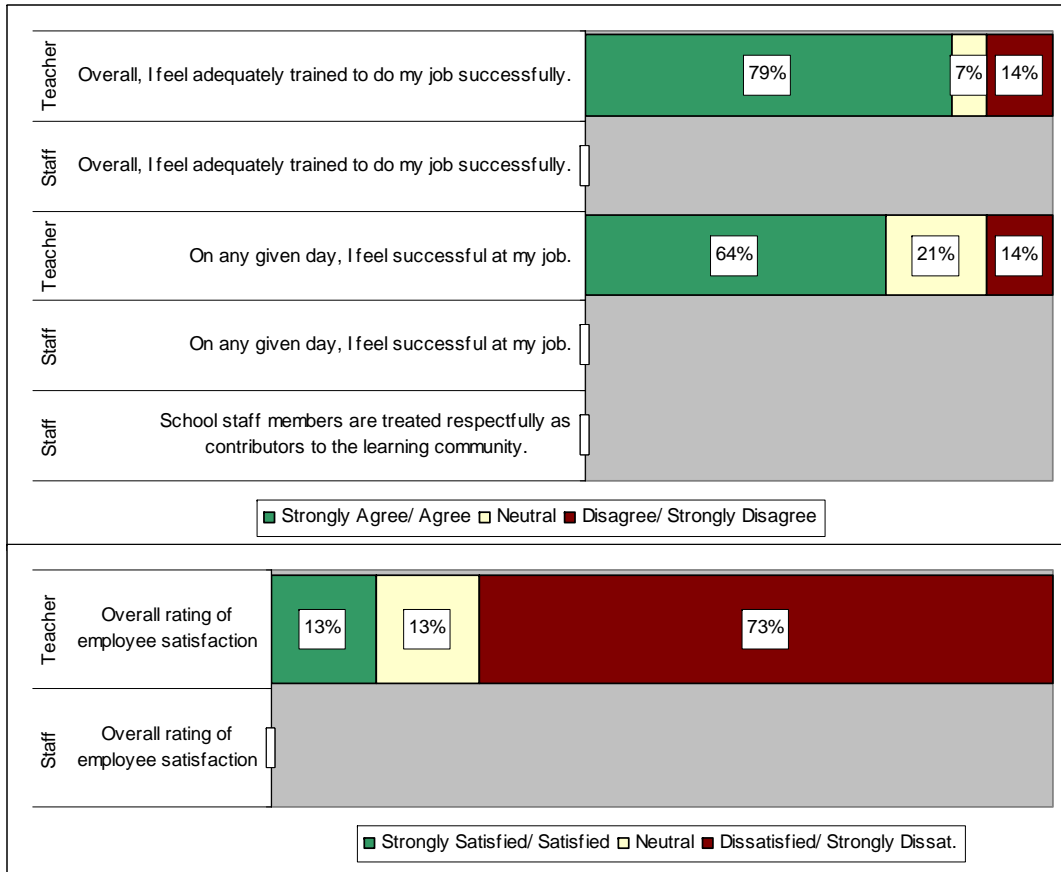 Teacher
Overall, I feel adequately trained to do my job successfully.
79%
7%
14%
Staff
Overall, I feel adequately trained to do my job successfully.
Teacher
On any given day, I feel successful at my job.
64%
21%
14%
Staff
On any given day, I feel successful at my job.
Staff
School staff members are treated respectfully as
contributors to the learning community.
Strongly Agree/ Agree
Neutral
Disagree/ Strongly Disagree
Teacher
Overall rating of
employee satisfaction
13%
13%
73%
Staff
Overall rating of
employee satisfaction
Strongly Satisfied/ Satisfied
Neutral
Dissatisfied/ Strongly Dissat.